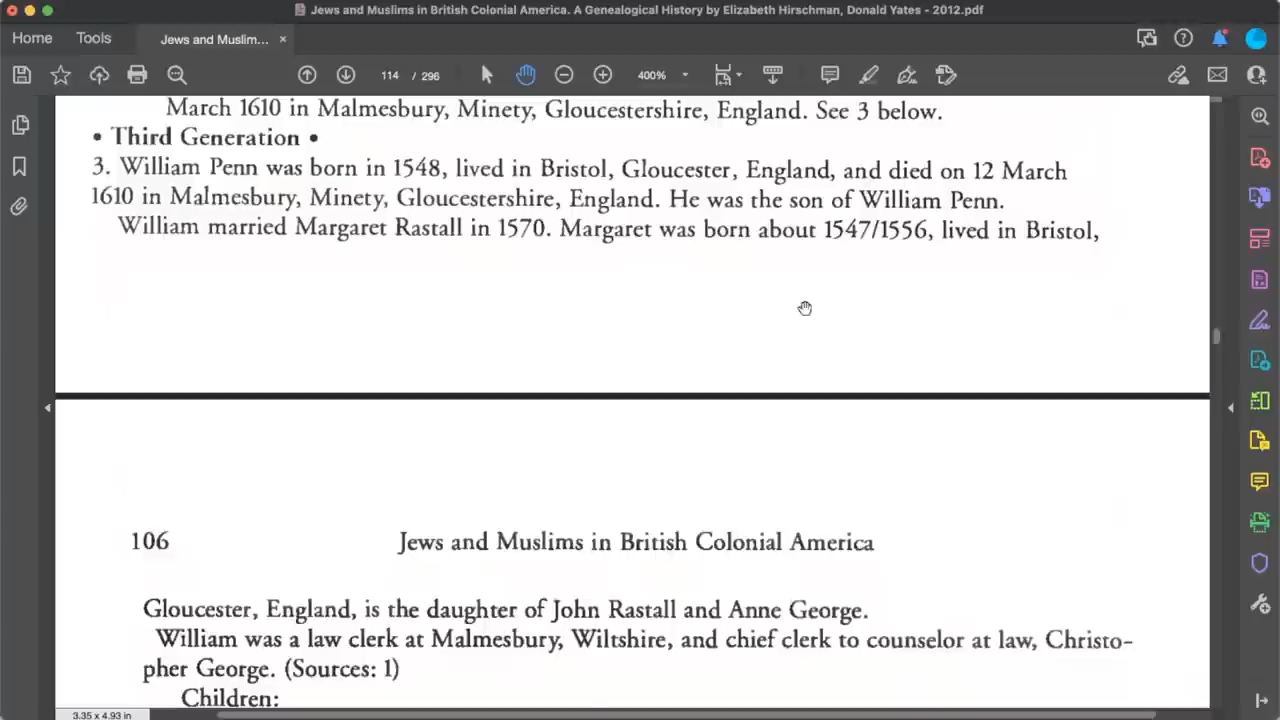 Jews and Muslims in British Colonial America. A Genealogical History by Elizabeth Hirschman, Donald Yates - 2012.pdf
Home Tools Jews and Muslim... ×
114 / 296 400%
March 1610 in Malmesbury, Minety, Gloucestershire, England. See 3 below.
• Third Generation •
3. William Penn was born in 1548, lived in Bristol, Gloucester, England, and died on 12 March
1610 in Malmesbury, Minety, Gloucestershire, England. He was the son of William Penn.
William married Margaret Rastall in 1570. Margaret was born about 1547/1556, lived in Bristol,
106 Jews and Muslims in British Colonial America
Gloucester, England, is the daughter of John Rastall and Anne George.
William was a law clerk at Malmesbury, Wiltshire, and chief clerk to counselor at law, Christo-
pher George. (Sources: 1)
Children:
3.35 x 4.93 in